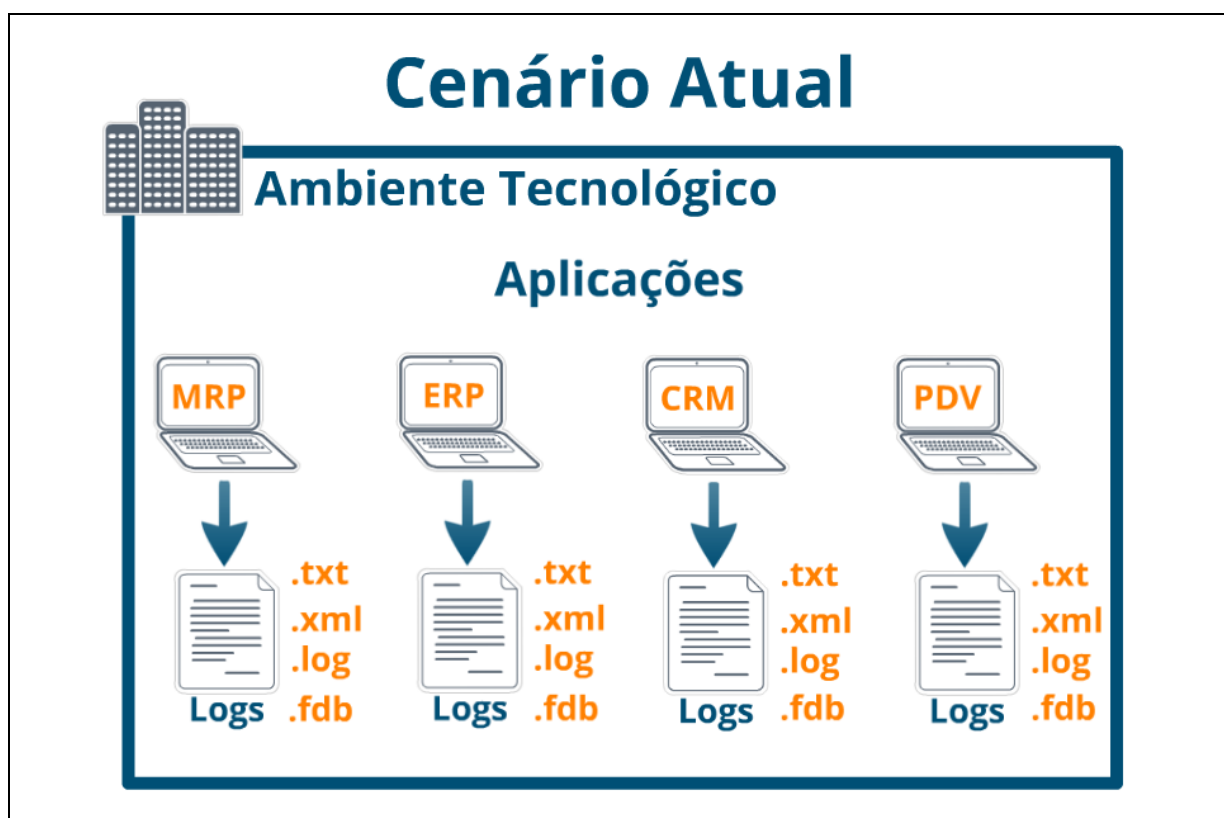 Cenário Atual
Ambiente Tecnológico
Aplicações
MRP
ERP
CRM
PDV
.txt
.xml
.log
.fdb
Logs
.txt
.xml
.log
.fdb
Logs
.txt
.xml
.log
.fdb
Logs
.txt
.xml
.log
.fdb
Logs